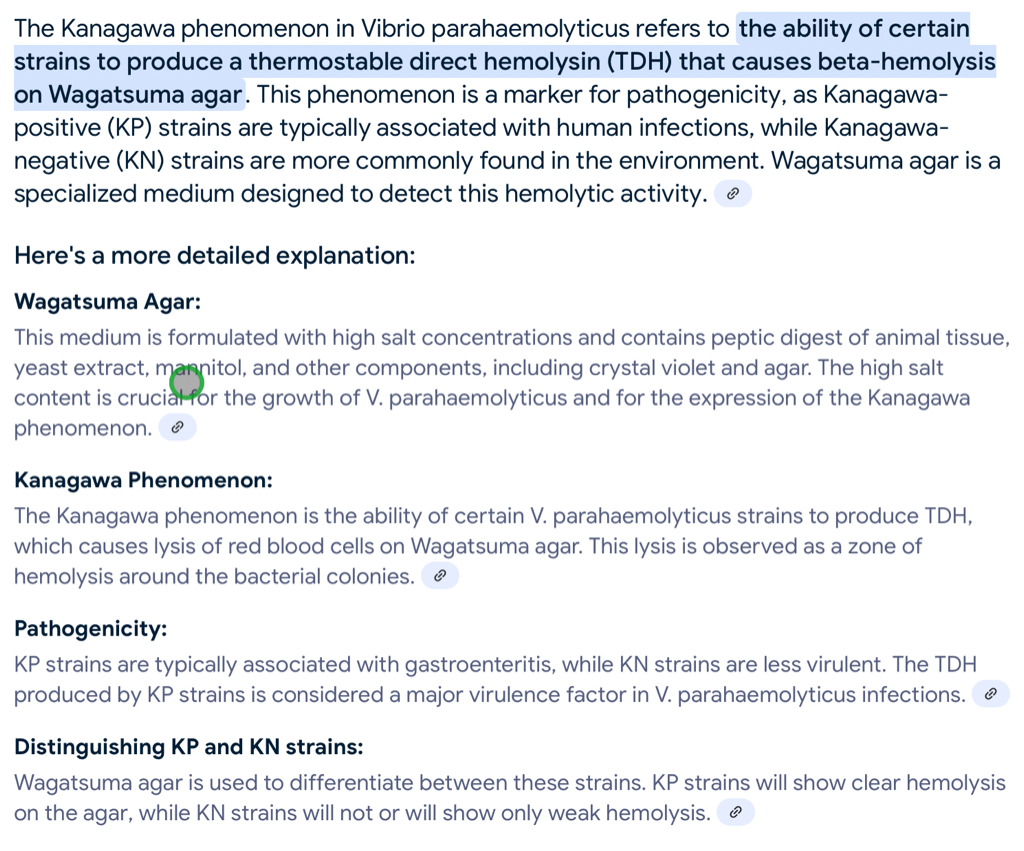 The Kanagawa phenomenon in Vibrio parahaemolyticus refers to the ability of certain
strains to produce a thermostable direct hemolysin (TDH) that causes beta-hemolysis
on Wagatsuma agar. This phenomenon is a marker for pathogenicity, as Kanagawa-
positive (KP) strains are typically associated with human infections, while Kanagawa-
negative (KN) strains are more commonly found in the environment. Wagatsuma agar is a
specialized medium designed to detect this hemolytic activity.
Here's a more detailed explanation:
Wagatsuma Agar:
This medium is formulated with high salt concentrations and contains peptic digest of animal tissue,
yeast extract, mannitol, and other components, including crystal violet and agar. The high salt
content is crucial for the growth of V. parahaemolyticus and for the expression of the Kanagawa
phenomenon.
Kanagawa Phenomenon:
The Kanagawa phenomenon is the ability of certain V. parahaemolyticus strains to produce TDH,
which causes lysis of red blood cells on Wagatsuma agar. This lysis is observed as a zone of
hemolysis around the bacterial colonies.
Pathogenicity:
KP strains are typically associated with gastroenteritis, while KN strains are less virulent. The TDH
produced by KP strains is considered a major virulence factor in V. parahaemolyticus infections.
Distinguishing KP and KN strains:
Wagatsuma agar is used to differentiate between these strains. KP strains will show clear hemolysis
on the agar, while KN strains will not or will show only weak hemolysis.